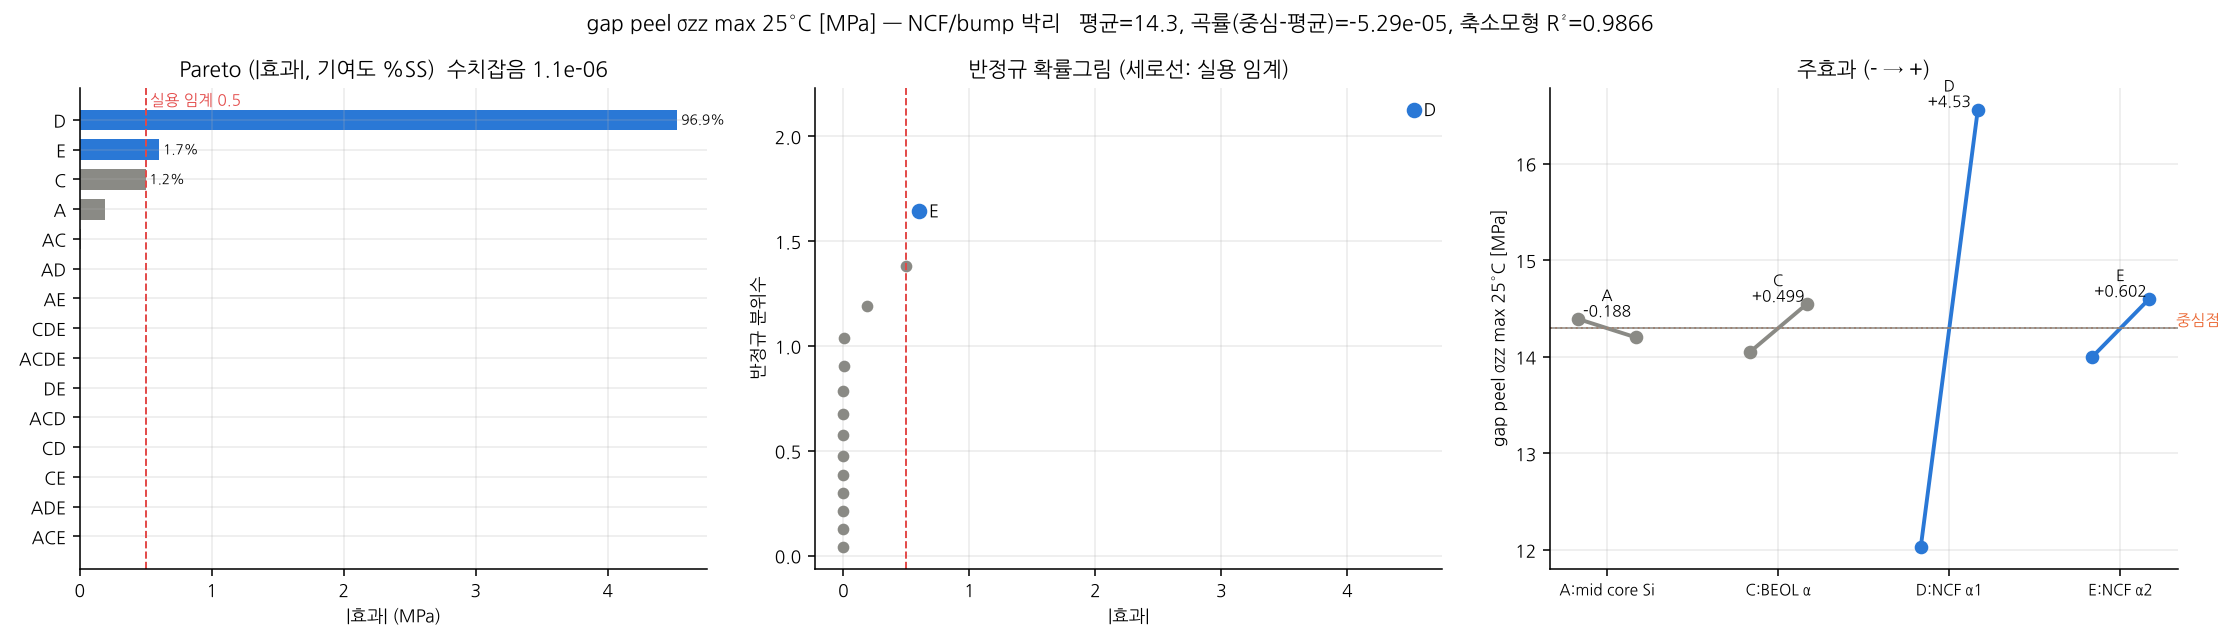 gap peel σzz max 25°C [MPa] — NCF/bump 박리   평균=14.3, 곡률(중심-평균)=-5.29e-05, 축소모형 R²=0.9866
Pareto (|효과|, 기여도 %SS)  수치잡음 1.1e-06
실용 임계 0.5
D
96.9%
E
1.7%
C
1.2%
A
AC
AD
AE
CDE
ACDE
DE
ACD
CD
CE
ADE
ACE
0 1 2 3 4
|효과| (MPa)
반정규 확률그림 (세로선: 실용 임계)
반정규 분위수
2.0
1.5
1.0
0.5
0.0
D
E
0 1 2 3 4
|효과|
주효과 (- → +)
gap peel σzz max 25°C [MPa]
16
15
14
13
12
A
-0.188
C
+0.499
D
+4.53
E
+0.602
중심점
A:mid core Si
C:BEOL α
D:NCF α1
E:NCF α2